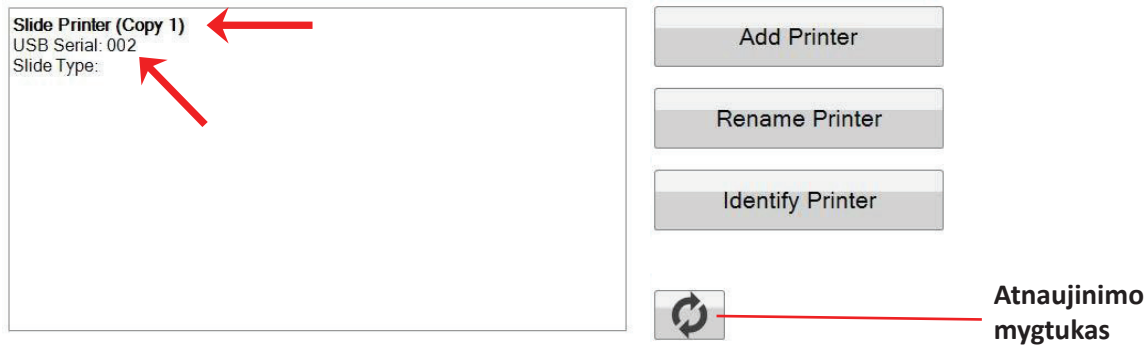 Slide Printer (Copy 1)
USB Serial: 002
Slide Type:
Add Printer
Rename Printer
Identify Printer
Atnaujinimo
mygtukas